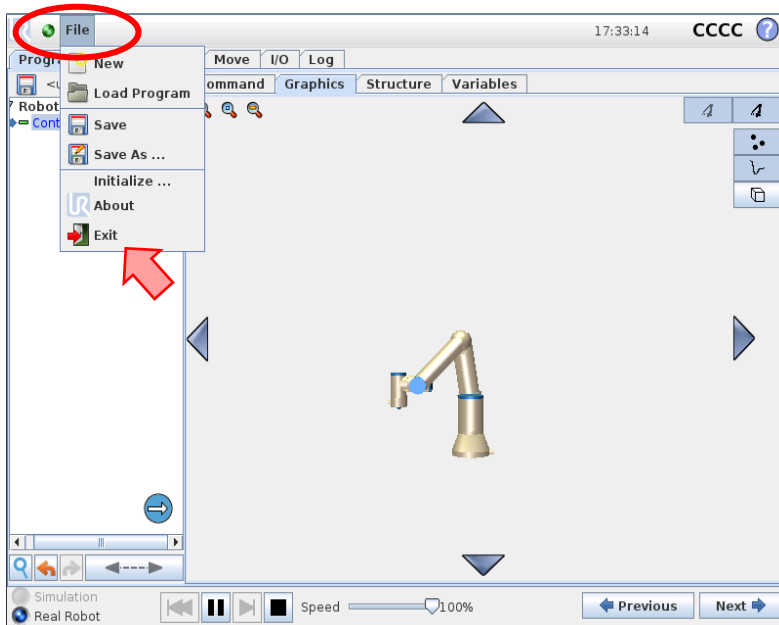 File 17:33:14 CCCC ?
Progr Move I/O Log
New
<u ommand Graphics Structure Variables
Load Program
Robot
Cont
Save
Save As ...
Initialize ...
UR About
Exit
Simulation
Real Robot
Speed 100%
Previous Next